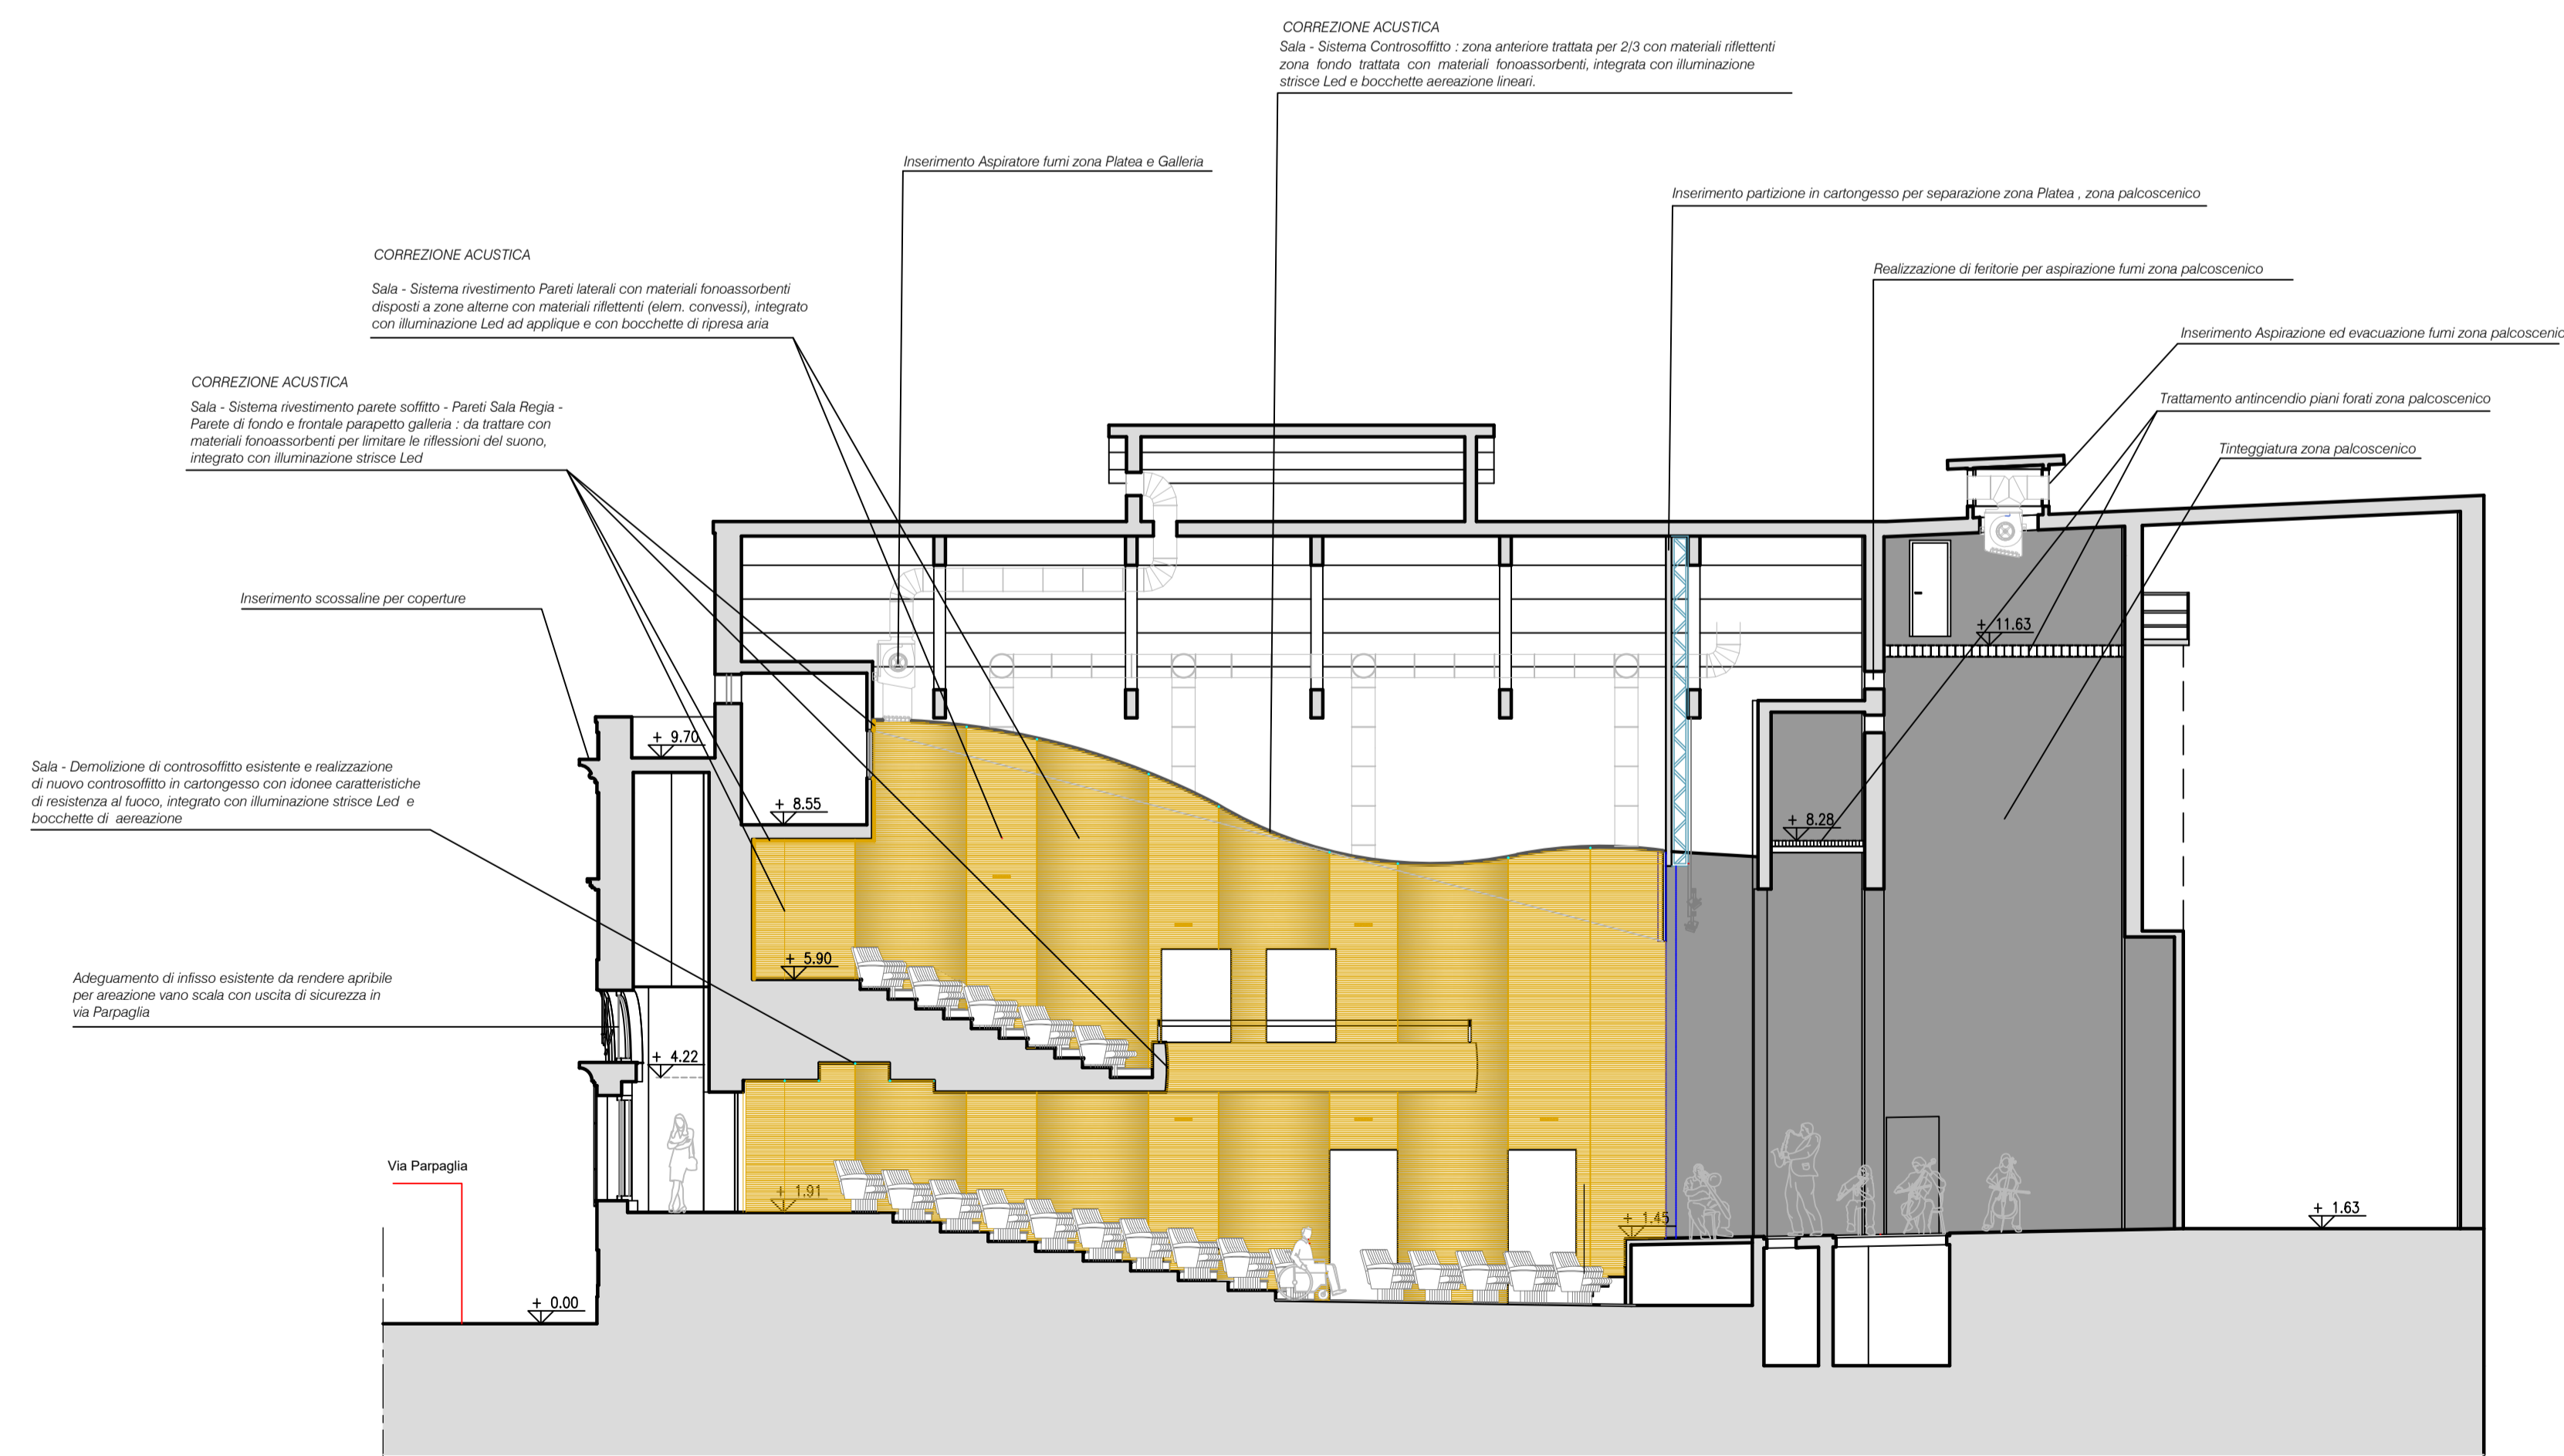 CORREZIONE ACUSTICA
Sala - Sistema Controsoffitto : zona anteriore trattata per 2/3 con materiali riflettenti
zona fondo trattata con materiali fonoassorbenti, integrata con illuminazione
strisce Led e bocchette aereazione lineari.
Inserimento Aspiratore fumi zona Platea e Galleria
Inserimento partizione in cartongesso per separazione zona Platea , zona palcoscenico
CORREZIONE ACUSTICA
Sala - Sistema rivestimento Pareti laterali con materiali fonoassorbenti
disposti a zone alterne con materiali riflettenti (elem. convessi), integrato
con illuminazione Led ad applique e con bocchette di ripresa aria
Realizzazione di feritorie per aspirazione fumi zona palcoscenico
Inserimento Aspirazione ed evacuazione fumi zona palcoscenic
CORREZIONE ACUSTICA
Sala - Sistema rivestimento parete soffitto - Pareti Sala Regia -
Parete di fondo e frontale parapetto galleria : da trattare con
materiali fonoassorbenti per limitare le riflessioni del suono,
integrato con illuminazione strisce Led
Trattamento antincendio piani forati zona palcoscenico
Tinteggiatura zona palcoscenico
Inserimento scossaline per coperture
+ 11.63
+ 9.70
Sala - Demolizione di controsoffitto esistente e realizzazione
di nuovo controsoffitto in cartongesso con idonee caratteristiche
di resistenza al fuoco, integrato con illuminazione strisce Led e
bocchette di aereazione
+ 8.55
+ 8.28
+ 5.90
Adeguamento di infisso esistente da rendere apribile
per areazione vano scala con uscita di sicurezza in
via Parpaglia
+ 4.22
Via Parpaglia
+ 1.91
+ 1.45
+ 1.63
+ 0.00